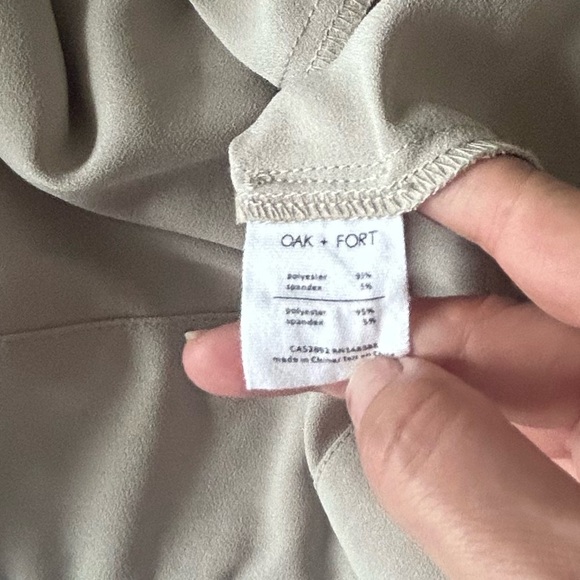 OAK + FORT
polyester 95%
spandex 5%
polyester 95%
spandex 5%
made in China/